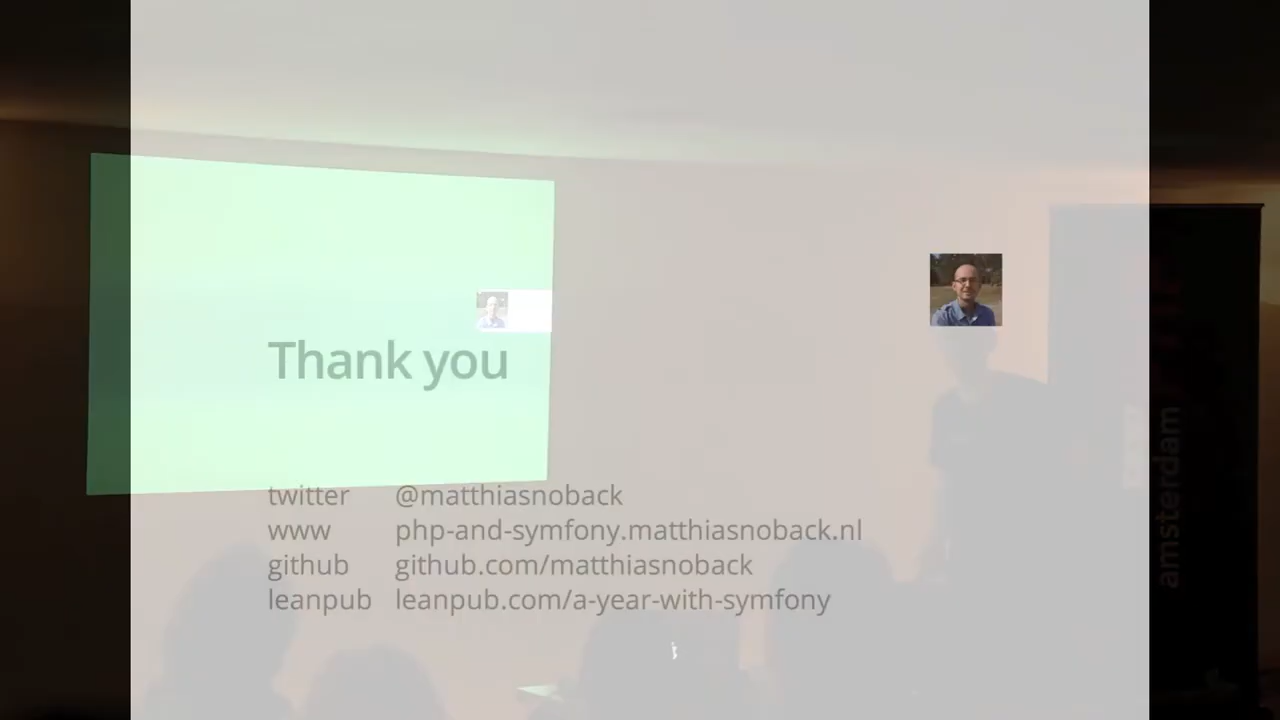 Thank you
twitter @matthiasnoback
www php-and-symfony.matthiasnoback.nl
github github.com/matthiasnoback
leanpub leanpub.com/a-year-with-symfony
amsterdam